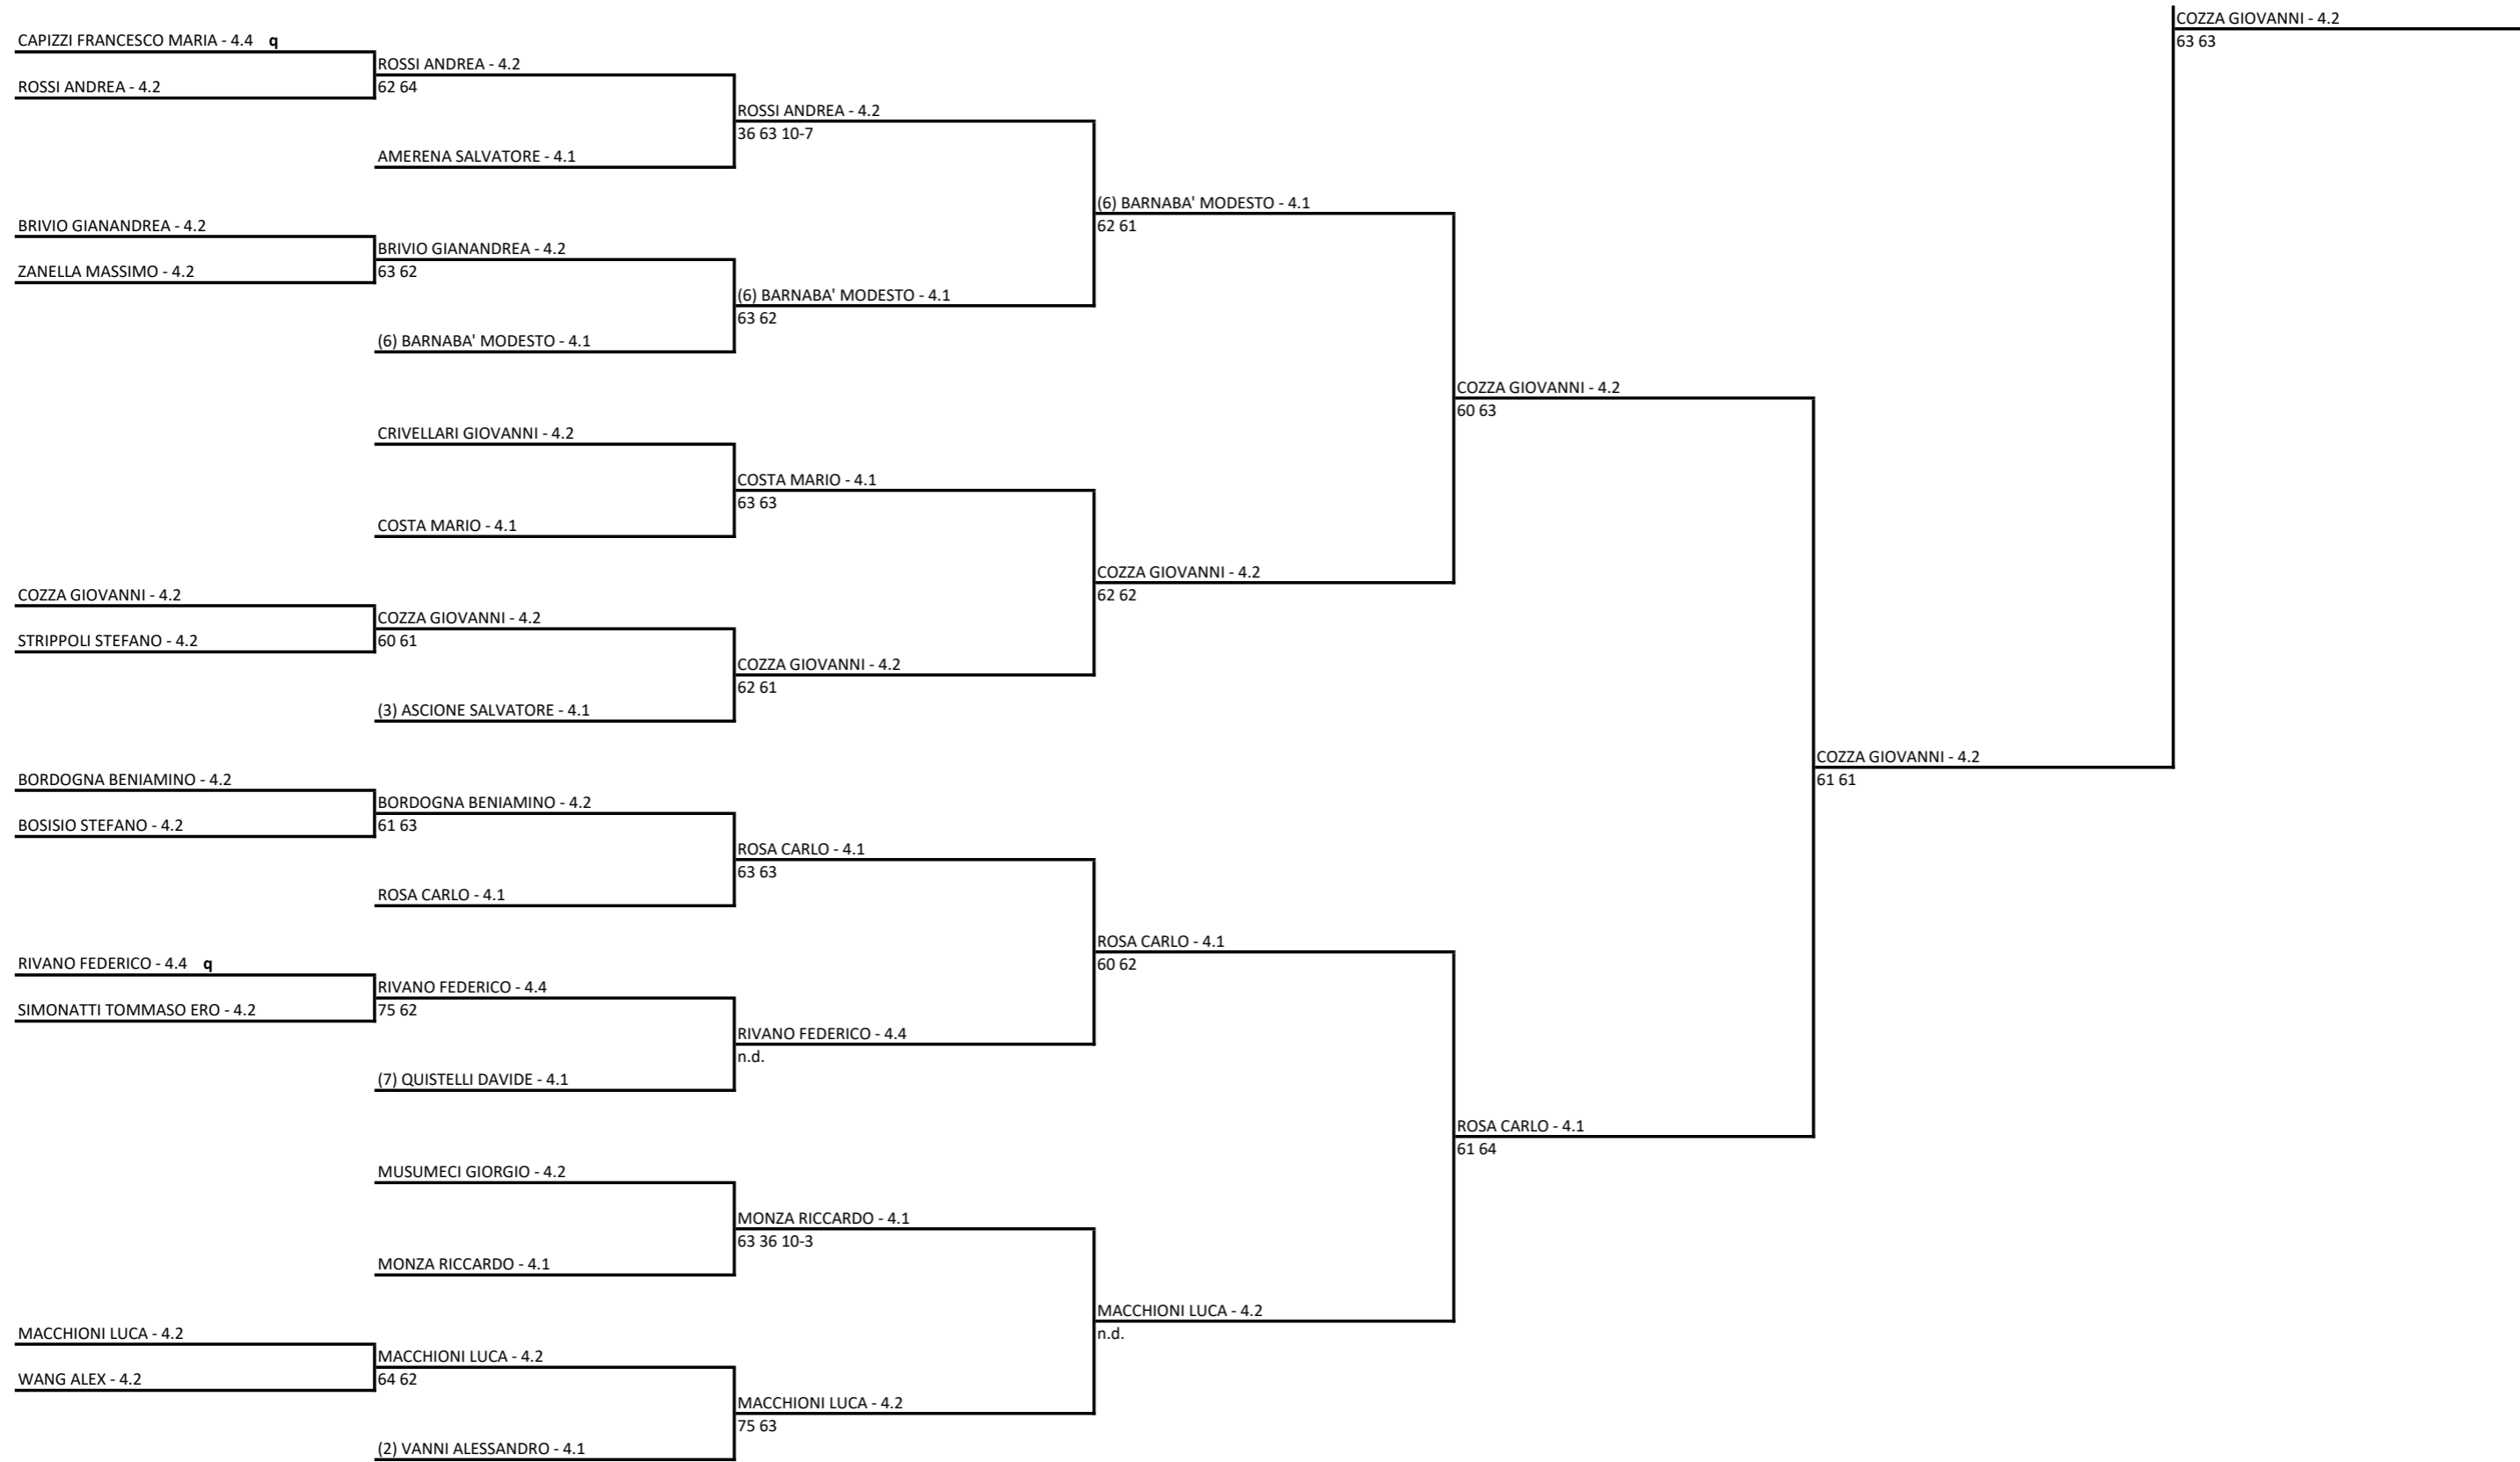 COZZA GIOVANNI - 4.2
63 63
CAPIZZI FRANCESCO MARIA - 4.4 q
ROSSI ANDREA - 4.2
ROSSI ANDREA - 4.2
62 64
ROSSI ANDREA - 4.2
36 63 10-7
AMERENA SALVATORE - 4.1
(6) BARNABA' MODESTO - 4.1
62 61
BRIVIO GIANANDREA - 4.2
BRIVIO GIANANDREA - 4.2
ZANELLA MASSIMO - 4.2
63 62
(6) BARNABA' MODESTO - 4.1
63 62
(6) BARNABA' MODESTO - 4.1
COZZA GIOVANNI - 4.2
60 63
CRIVELLARI GIOVANNI - 4.2
COSTA MARIO - 4.1
63 63
COSTA MARIO - 4.1
COZZA GIOVANNI - 4.2
62 62
COZZA GIOVANNI - 4.2
COZZA GIOVANNI - 4.2
STRIPPOLI STEFANO - 4.2
60 61
COZZA GIOVANNI - 4.2
62 61
(3) ASCIONE SALVATORE - 4.1
COZZA GIOVANNI - 4.2
61 61
BORDOGNA BENIAMINO - 4.2
BORDOGNA BENIAMINO - 4.2
BOSISIO STEFANO - 4.2
61 63
ROSA CARLO - 4.1
63 63
ROSA CARLO - 4.1
ROSA CARLO - 4.1
60 62
RIVANO FEDERICO - 4.4 q
RIVANO FEDERICO - 4.4
SIMONATTI TOMMASO ERO - 4.2
75 62
RIVANO FEDERICO - 4.4
n.d.
(7) QUISTELLI DAVIDE - 4.1
ROSA CARLO - 4.1
61 64
MUSUMECI GIORGIO - 4.2
MONZA RICCARDO - 4.1
63 36 10-3
MONZA RICCARDO - 4.1
MACCHIONI LUCA - 4.2
n.d.
MACCHIONI LUCA - 4.2
MACCHIONI LUCA - 4.2
WANG ALEX - 4.2
64 62
MACCHIONI LUCA - 4.2
75 63
(2) VANNI ALESSANDRO - 4.1